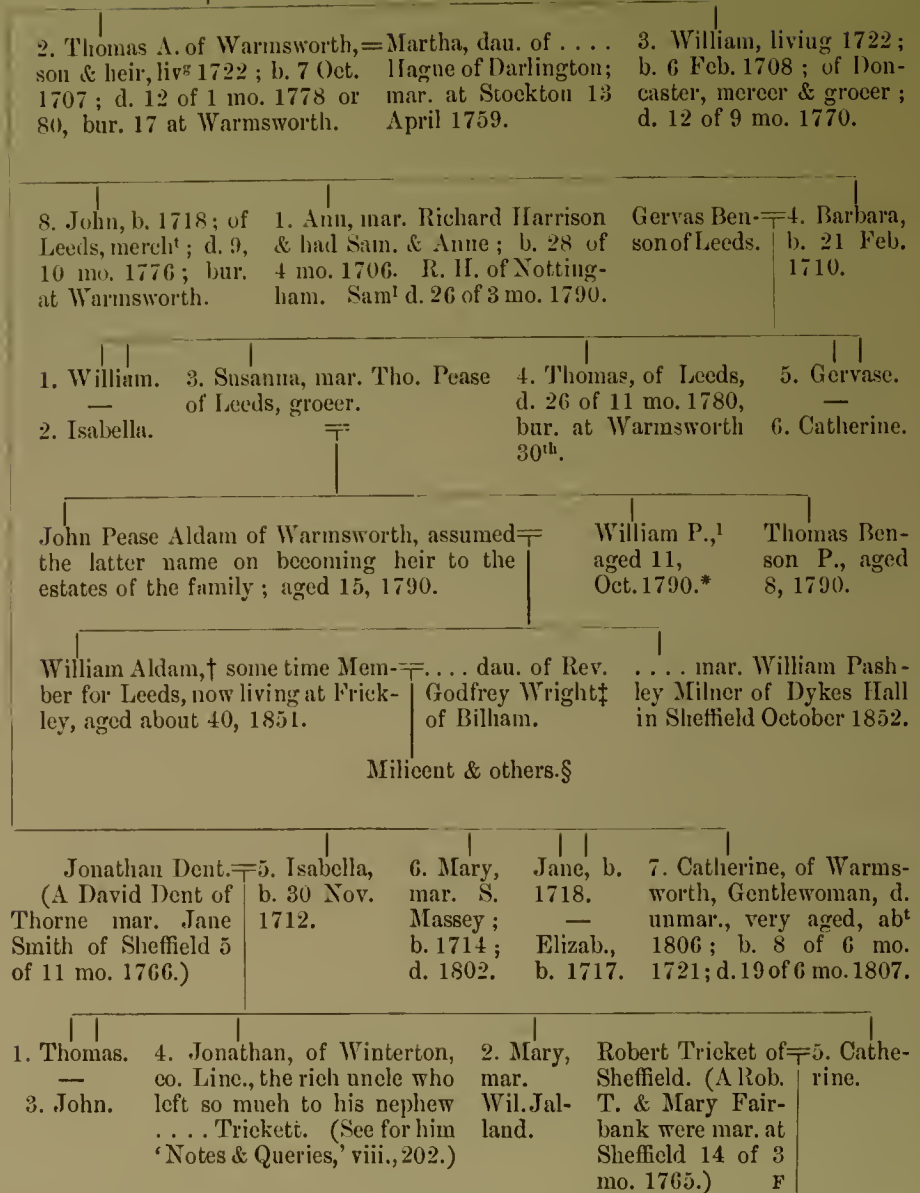 2. Thomas A. of Warmsworth,=
son & heir, livᵍ 1722 ; b. 7 Oct.
1707 ; d. 12 of 1 mo. 1778 or
80, bur. 17 at Warmsworth.
Martha, dau. of . . . .
Hague of Darlington;
mar. at Stockton 13
April 1759.
3. William, living 1722 ;
b. 6 Feb. 1708 ; of Don-
caster, mercer & grocer ;
d. 12 of 9 mo. 1770.
8. John, b. 1718 ; of
Leeds, merchᵗ ; d. 9,
10 mo. 1776 ; bur.
at Warmsworth.
1. Ann, mar. Richard Harrison
& had Sam. & Anne ; b. 28 of
4 mo. 1706. R. H. of Notting-
ham. Samˡ d. 26 of 3 mo. 1790.
Gervas Ben-=
son of Leeds.
4. Barbara,
b. 21 Feb.
1710.
1. William.
—
2. Isabella.
3. Susanna, mar. Tho. Pease
of Leeds, grocer.
=
4. Thomas, of Leeds,
d. 26 of 11 mo. 1780,
bur. at Warmsworth
30ᵗʰ.
5. Gervase.
—
6. Catherine.
John Pease Aldam of Warmsworth, assumed=
the latter name on becoming heir to the
estates of the family ; aged 15, 1790.
William P.,¹
aged 11,
Oct. 1790.*
Thomas Ben-
son P., aged
8, 1790.
William Aldam,† some time Mem-=
ber for Leeds, now living at Frick-
ley, aged about 40, 1851.
. . . . dau. of Rev.
Godfrey Wright‡
of Bilham.
. . . . mar. William Pash-
ley Milner of Dykes Hall
in Sheffield October 1852.
Milicent & others.§
Jonathan Dent.=
(A David Dent of
Thorne mar. Jane
Smith of Sheffield 5
of 11 mo. 1766.)
5. Isabella,
b. 30 Nov.
1712.
6. Mary,
mar. S.
Massey ;
b. 1714 ;
d. 1802.
Jane, b.
1718.
—
Elizab.,
b. 1717.
7. Catherine, of Warms-
worth, Gentlewoman, d.
unmar., very aged, abᵗ
1806 ; b. 8 of 6 mo.
1721; d. 19 of 6 mo. 1807.
1. Thomas.
—
3. John.
4. Jonathan, of Winterton,
co. Linc., the rich uncle who
left so much to his nephew
. . . . Trickett. (See for him
‘Notes & Queries,’ viii., 202.)
2. Mary,
mar.
Wil. Jal-
land.
Robert Tricket of=
Sheffield. (A Rob.
T. & Mary Fair-
bank were mar. at
Sheffield 14 of 3
mo. 1765.)
5. Cathe-
rine.
F